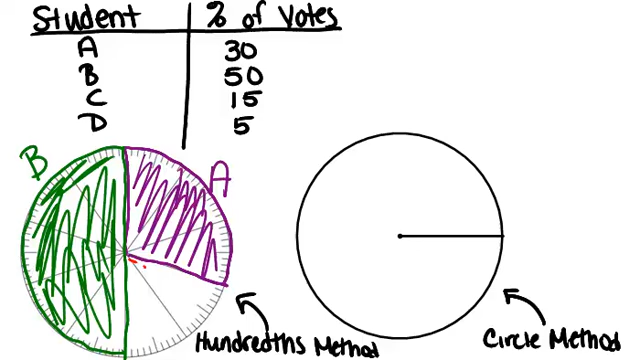 Student % of Votes
A 30
B 50
C 15
D 5
B A
Hundredths Method
Circle Method